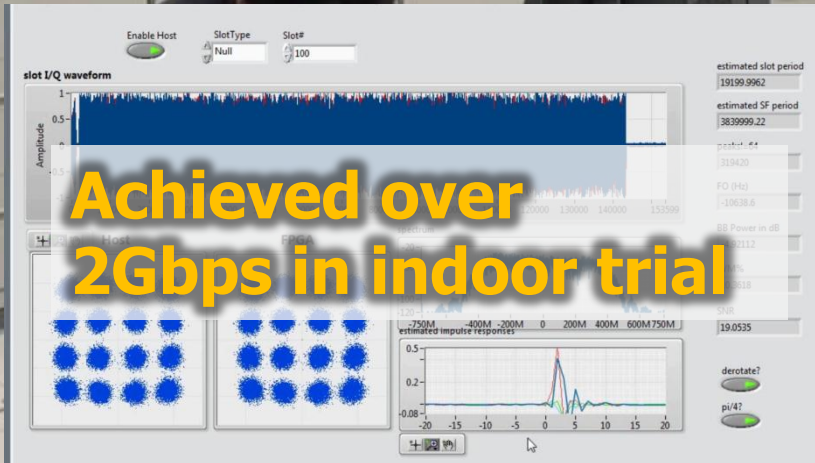 Enable Host
SlotType
Slot#
Null
100
slot I/Q waveform
estimated slot period
19199.9962
estimated SF period
3839999.22
1
0.5
Amplitude
Achieved over
2Gbps in indoor trial
319420
FO (Hz)
-10638.6
BB Power in dB
120000 130000 140000 153599
Host
FPGA
SNR
19.0535
-750M -400M -200M 0 200M 400M 600M 750M
estimated impulse responses
0.5
0.2
-0.08
-20 -15 -10 -5 0 5 10 15 20
derotate?
pi/4?